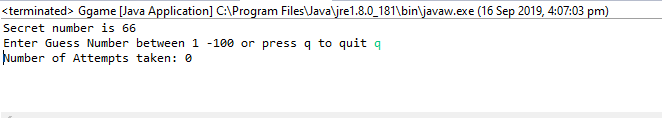 <terminated> Ggame [Java Application] C:\Program Files\Java\jre1.8.0_181\bin\javaw.exe (16 Sep 2019, 4:07:03 pm)
Secret number is 66
Enter Guess Number between 1 -100 or press q to quit q
Number of Attempts taken: 0